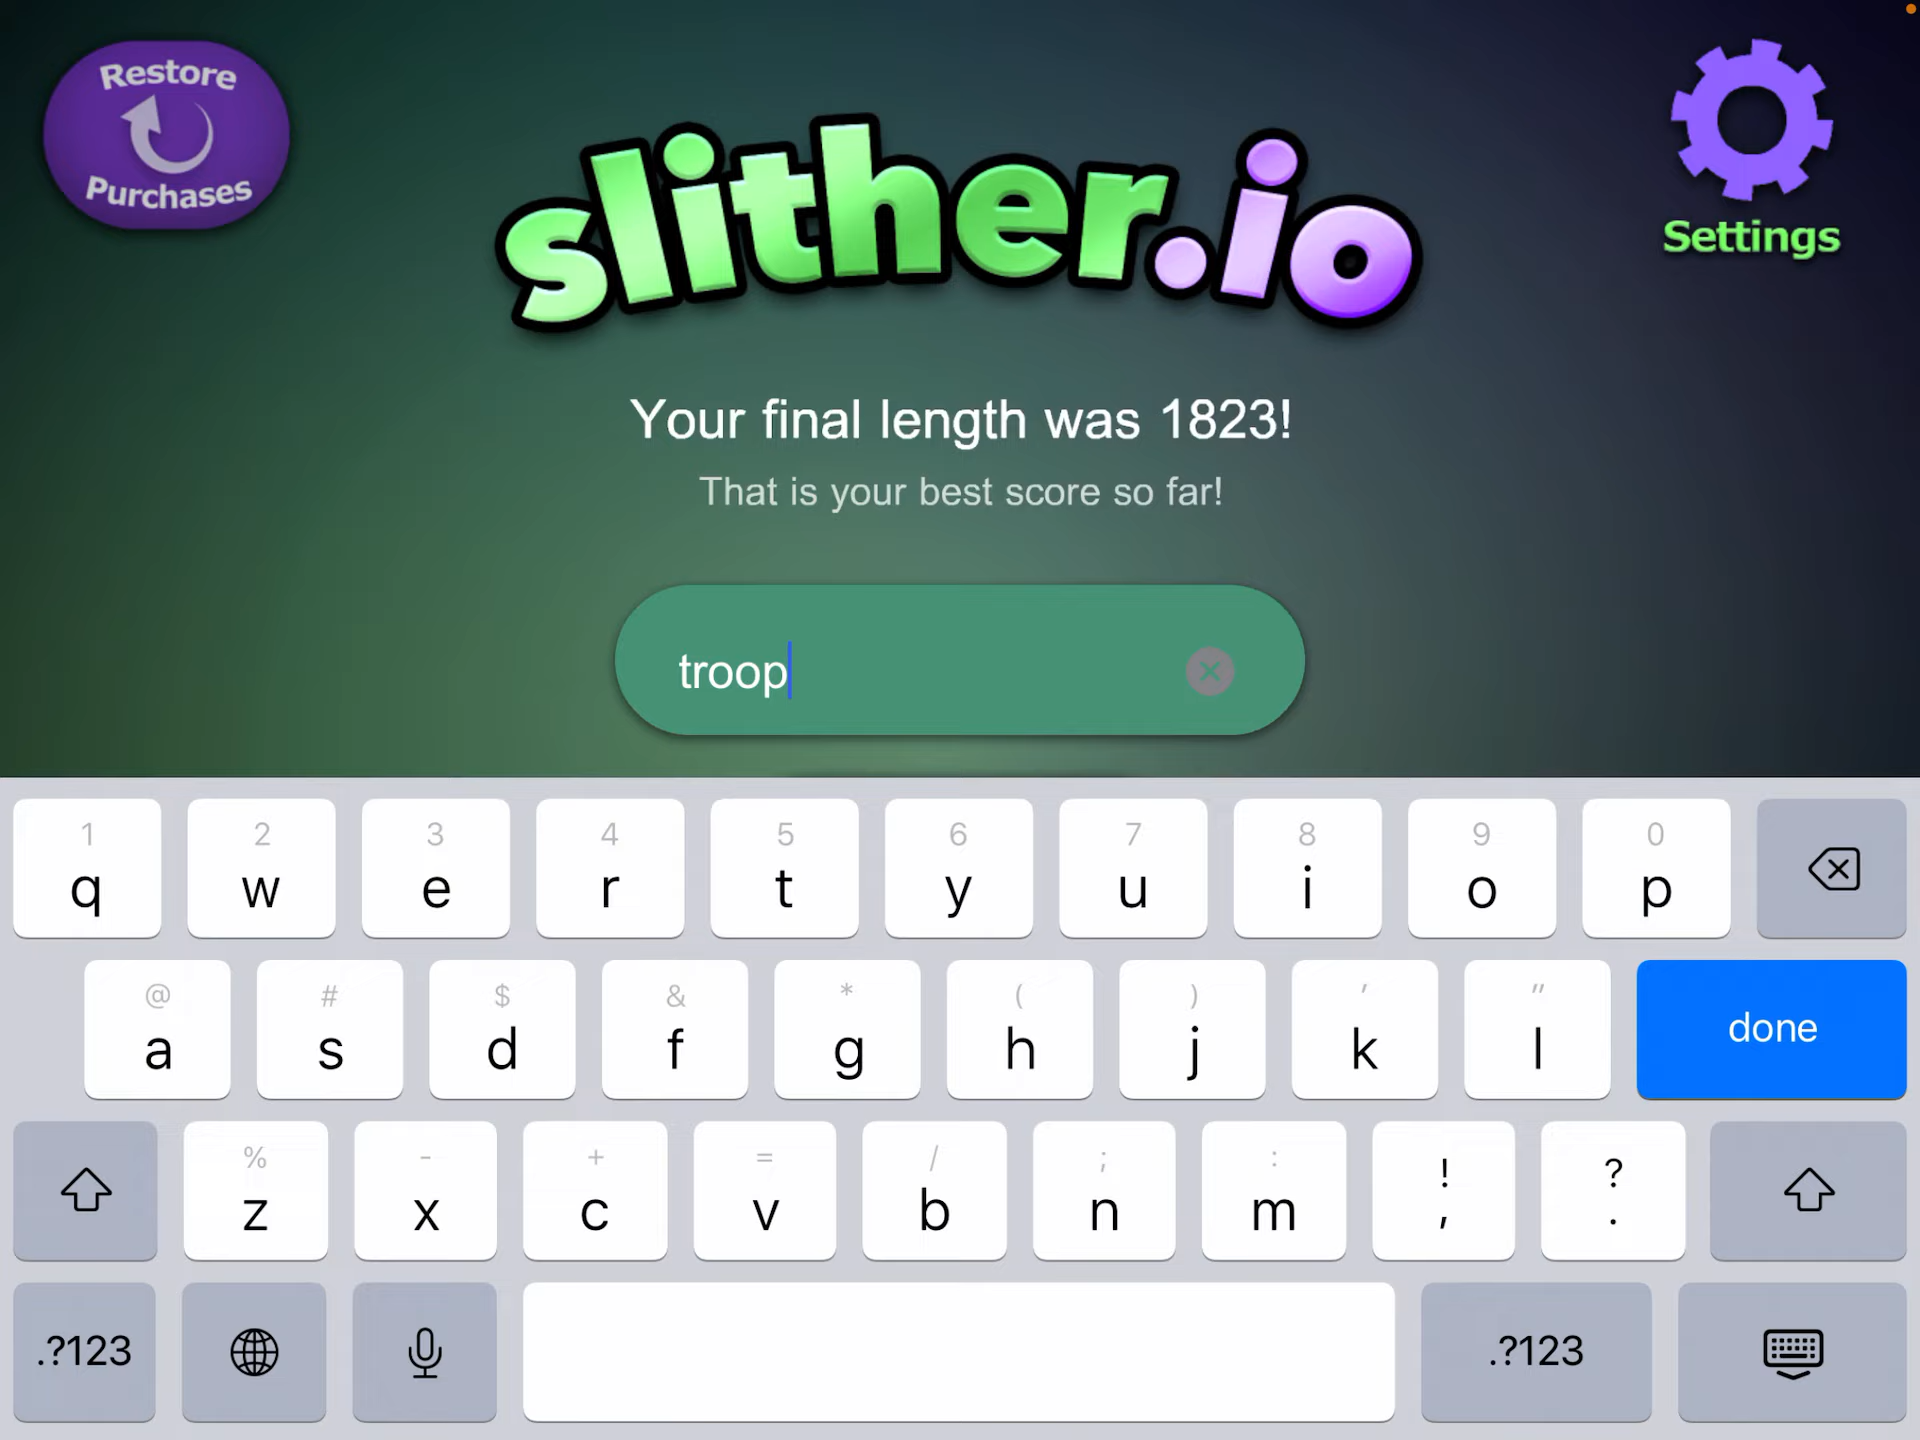 Restore
Purchases
slither.io
Settings
Your final length was 1823!
That is your best score so far!
troop
1 2 3 4 5 6 7 8 9 0
q w e r t y u i o p
@ # $ & * ( ) ' "
a s d f g h j k l done
% - + = / ; : ! ?
z x c v b n m , .
.?123 .?123